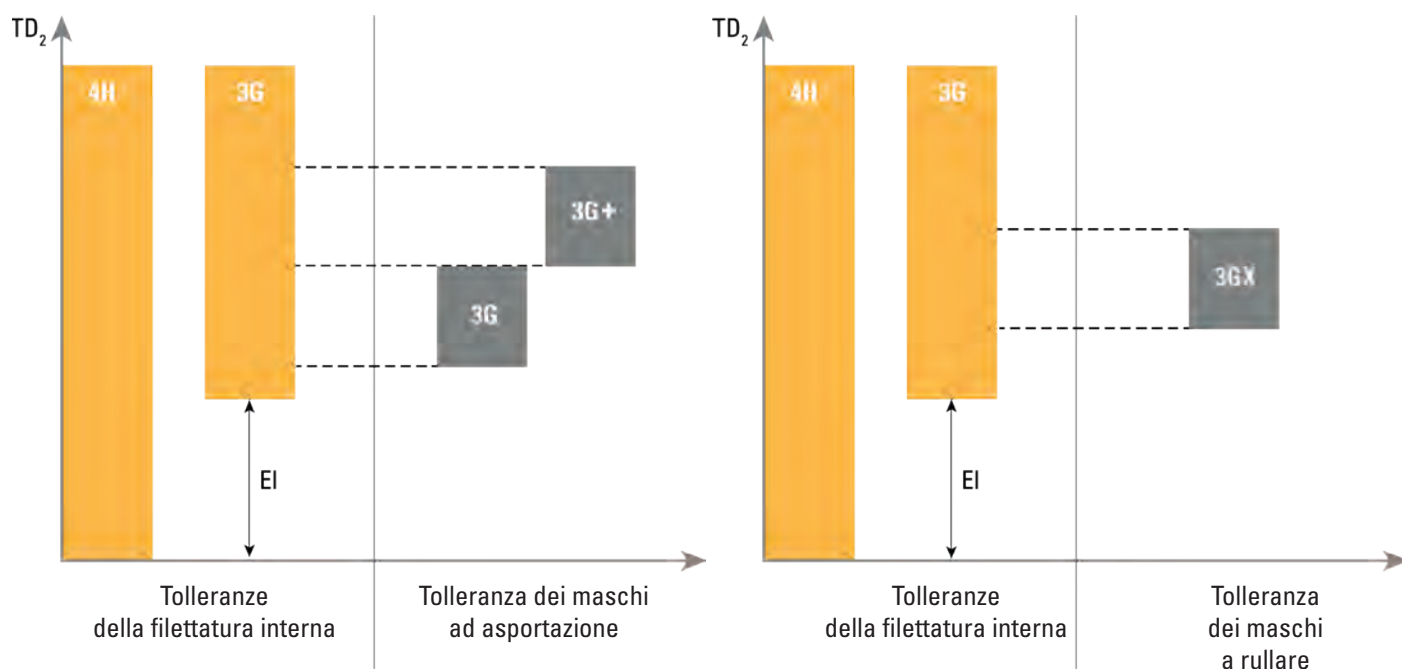 TD2
4H
3G
3G+
3G
EI
Tolleranze
della filettatura interna
Tolleranza dei maschi
ad asportazione
TD2
4H
3G
3GX
EI
Tolleranze
della filettatura interna
Tolleranza
dei maschi
a rullare